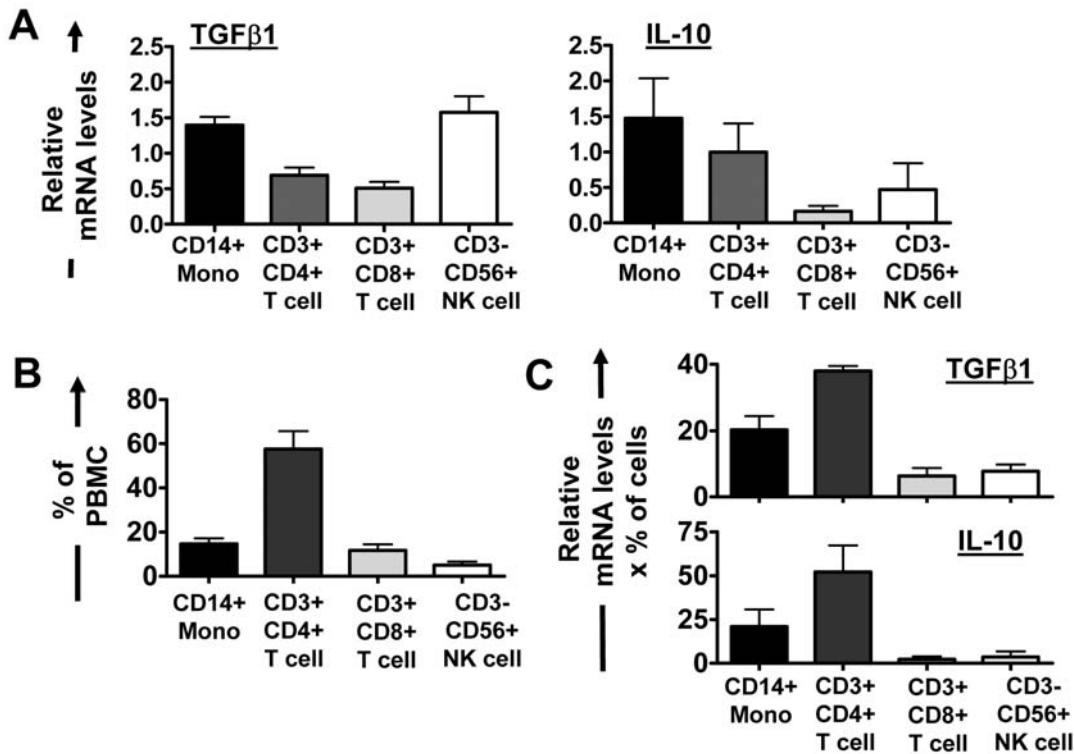 A
Relative
mRNA levels
TGFβ1
2.5
2.0
1.5
1.0
0.5
0.0
CD14+ CD3+ CD3+ CD3-
Mono CD4+ CD8+ CD56+
T cell T cell NK cell
IL-10
2.5
2.0
1.5
1.0
0.5
0.0
CD14+ CD3+ CD3+ CD3-
Mono CD4+ CD8+ CD56+
T cell T cell NK cell
B
% of
PBMC
80
60
40
20
0
CD14+ CD3+ CD3+ CD3-
Mono CD4+ CD8+ CD56+
T cell T cell NK cell
C
Relative
mRNA levels
x % of cells
TGFβ1
40
20
0
IL-10
75
50
25
0
CD14+ CD3+ CD3+ CD3-
Mono CD4+ CD8+ CD56+
T cell T cell NK cell